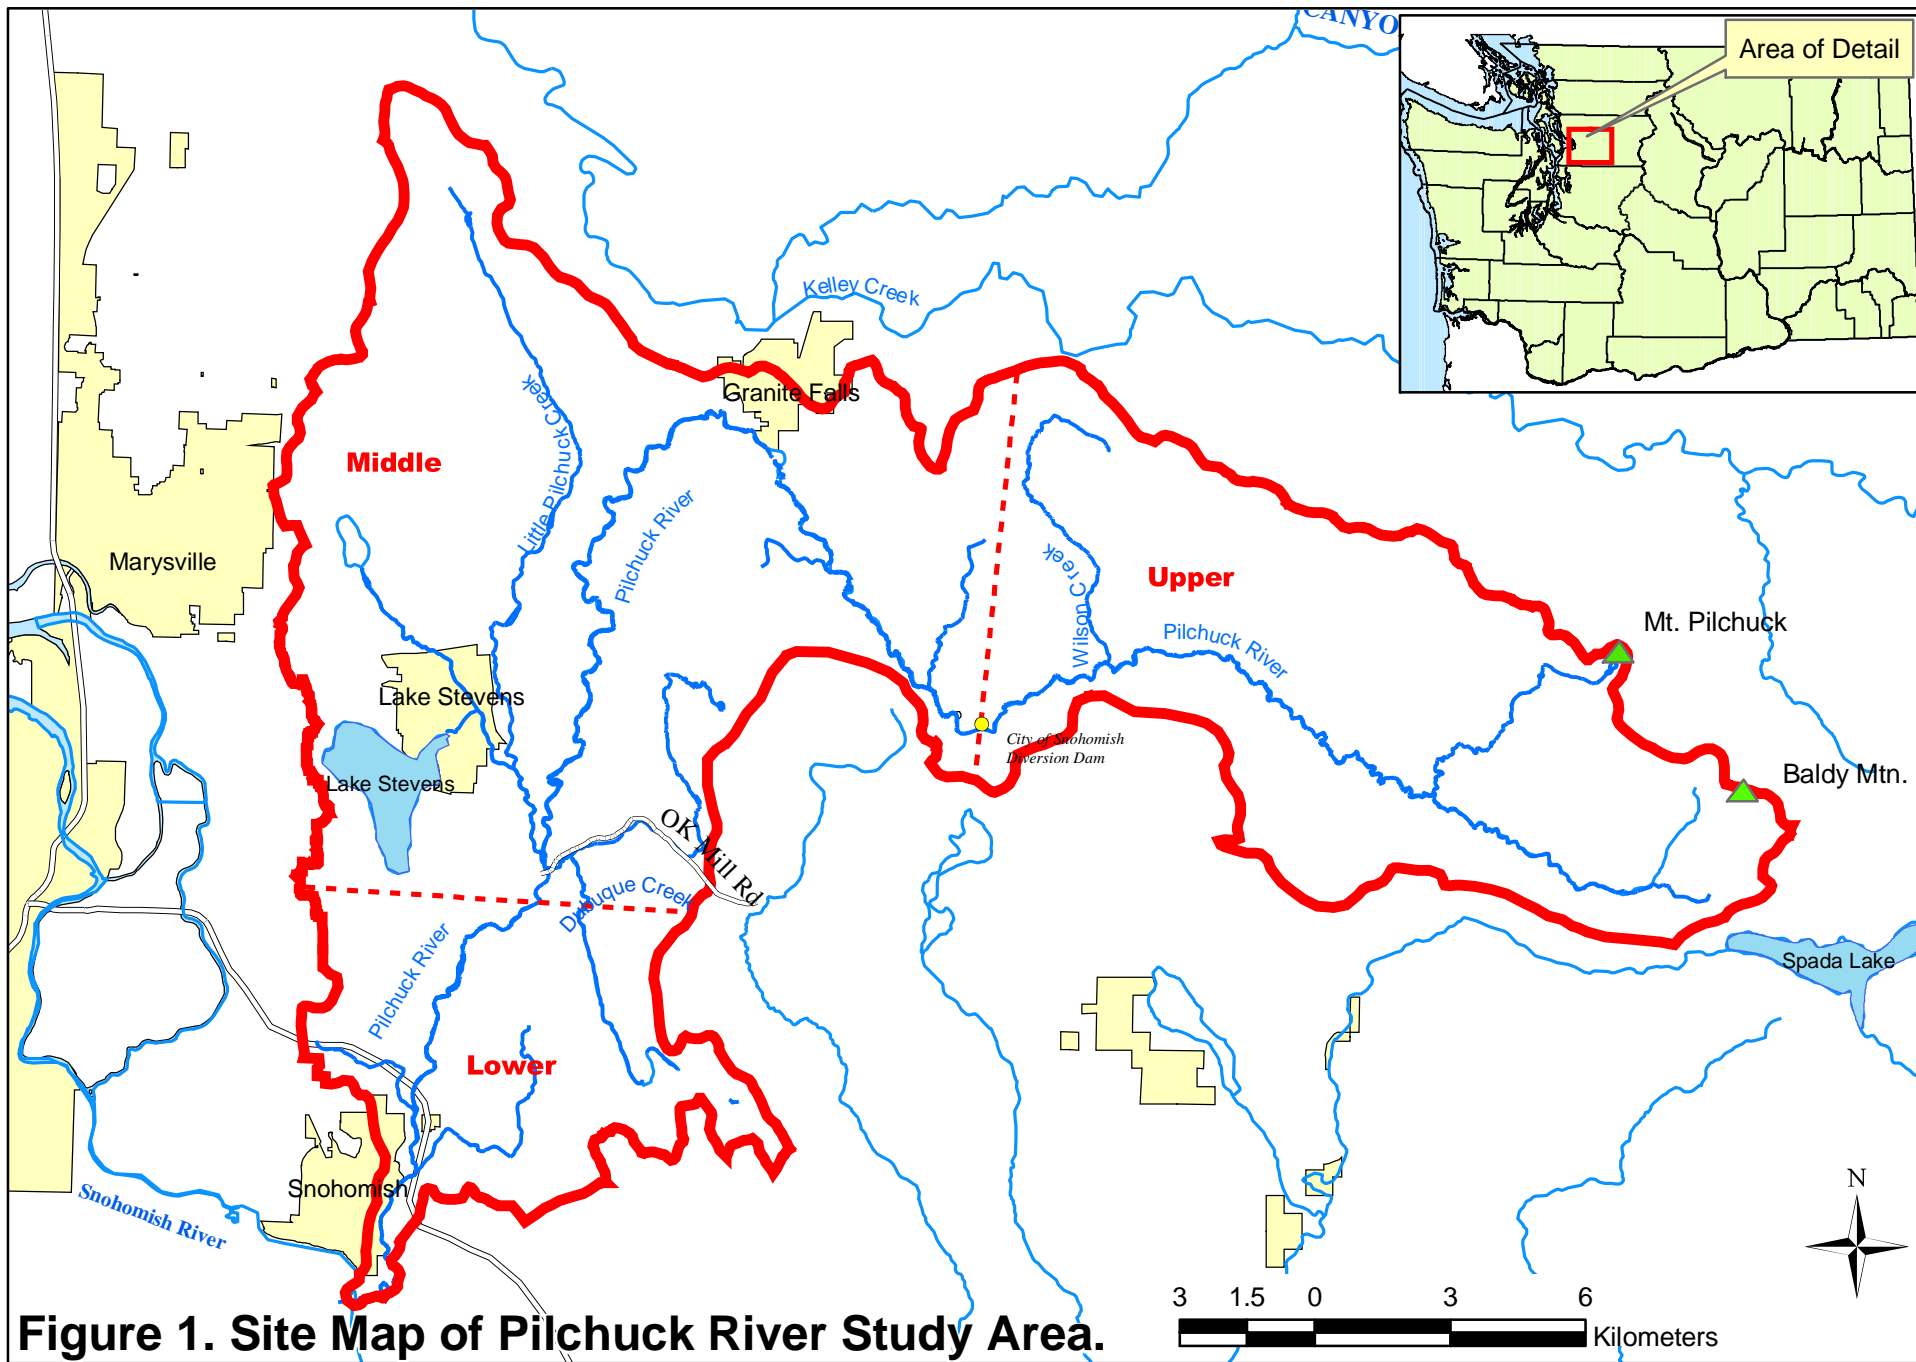 CANYO
Area of Detail
Kelley Creek
Granite Falls
Little Pilchuck Creek
Middle
Pilchuck River
Marysville
Wilson Creek
Upper
Pilchuck River
Mt. Pilchuck
Lake Stevens
City of Snohomish
Diversion Dam
Baldy Mtn.
Lake Stevens
OK Mill Rd
Dubuque Creek
Pilchuck River
Spada Lake
Lower
Snohomish
Snohomish River
N
3 1.5 0 3 6
Kilometers
Figure 1. Site Map of Pilchuck River Study Area.